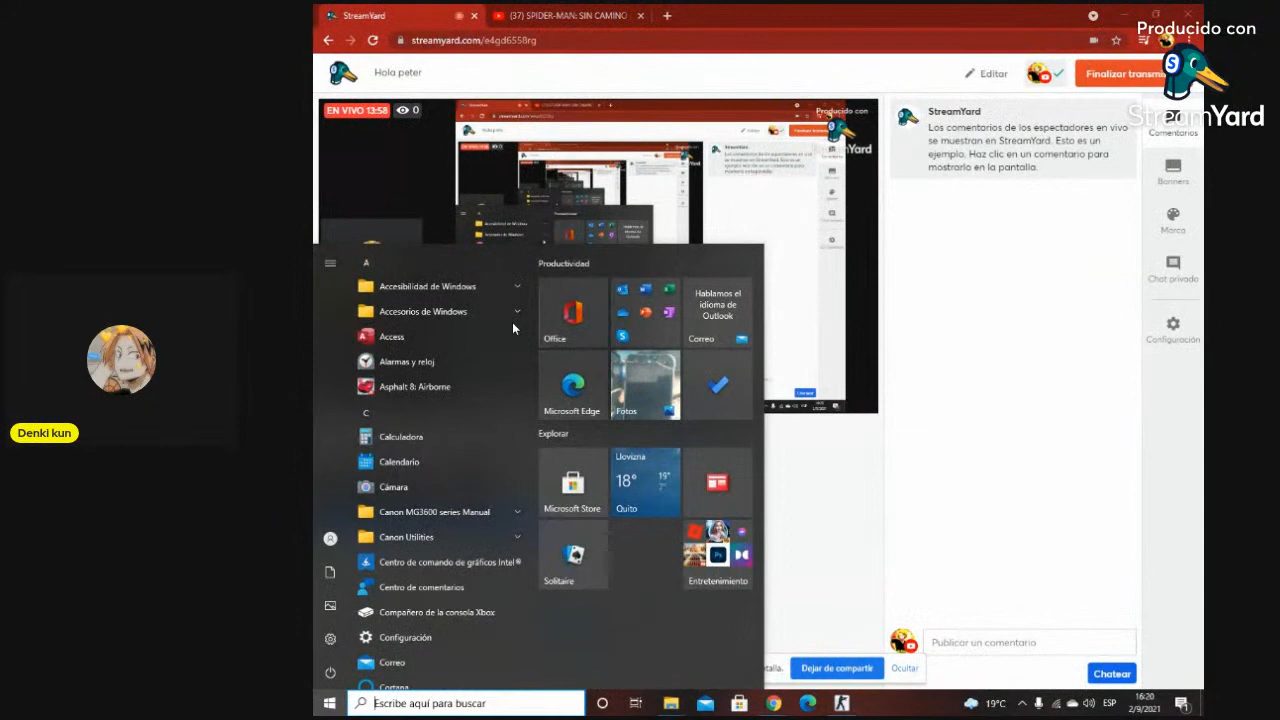 StreamYard
(37) SPIDER-MAN: SIN CAMINO
streamyard.com/e4gd6558rg
Producido con
StreamYard
Hola peter
Editar
Finalizar transmi
EN VIVO 13:58
0
StreamYard
Los comentarios de los espectadores en vivo
se muestran en StreamYard. Esto es un
ejemplo. Haz clic en un comentario para
mostrarlo en la pantalla.
Comentarios
Banners
Marca
Chat privado
Configuración
Producido con
Yard
Denki kun
A
Accesibilidad de Windows
Accesorios de Windows
Access
Alarmas y reloj
Asphalt 8: Airborne
C
Calculadora
Calendario
Cámara
Canon MG3600 series Manual
Canon Utilities
Centro de comando de gráficos Intel®
Centro de comentarios
Compañero de la consola Xbox
Configuración
Correo
Cortana
Productividad
Office
Hablamos el
idioma de
Outlook
Correo
Microsoft Edge
Fotos
Explorar
Microsoft Store
Llovizna
18°
19°
Quito
Solitaire
Entretenimiento
Publicar un comentario
Chatear
talla.
Dejar de compartir
Ocultar
Escribe aquí para buscar
19°C
ESP
16:20
2/9/2021
1